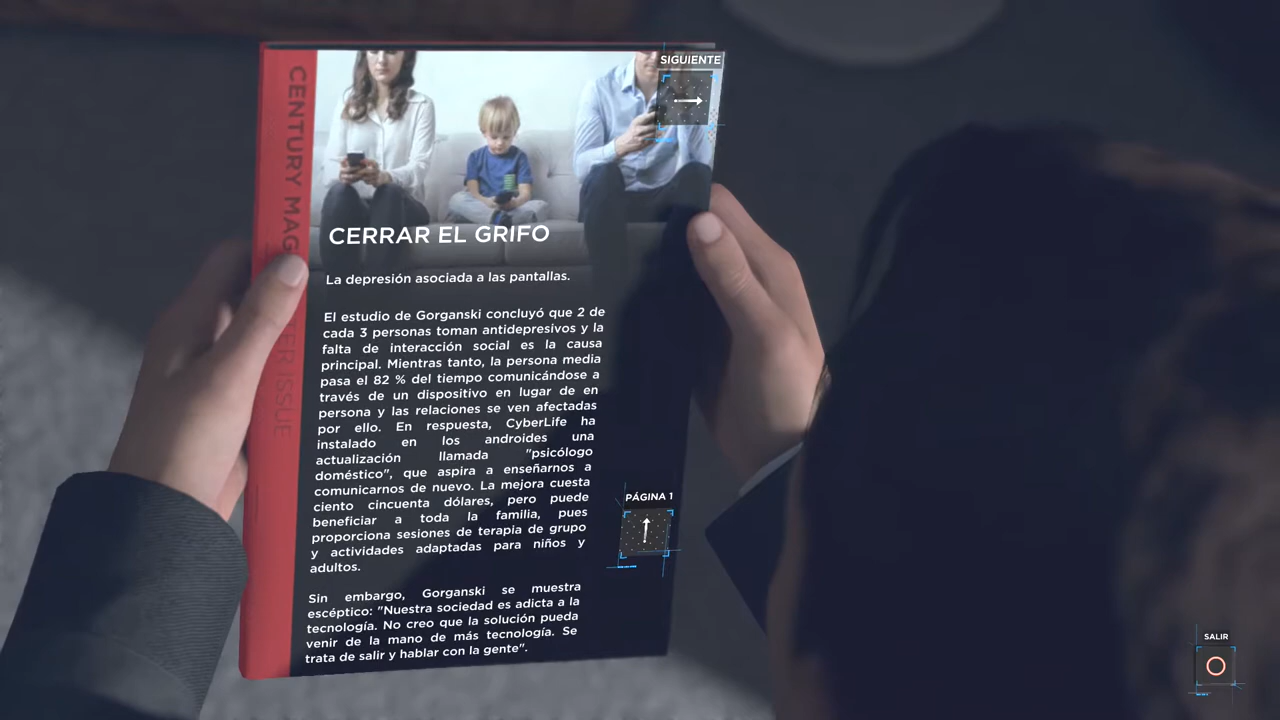 SIGUIENTE
CENTURY MAG
TER ISSUE
CERRAR EL GRIFO
La depresión asociada a las pantallas.
El estudio de Gorganski concluyó que 2 de
cada 3 personas toman antidepresivos y la
falta de interacción social es la causa
principal. Mientras tanto, la persona media
pasa el 82 % del tiempo comunicándose a
través de un dispositivo en lugar de en
persona y las relaciones se ven afectadas
por ello. En respuesta, CyberLife ha
instalado en los androides una
actualización llamada "psicólogo
doméstico", que aspira a enseñarnos a
comunicarnos de nuevo. La mejora cuesta
ciento cincuenta dólares, pero puede
beneficiar a toda la familia, pues
proporciona sesiones de terapia de grupo
y actividades adaptadas para niños y
adultos.
Sin embargo, Gorganski se muestra
escéptico: "Nuestra sociedad es adicta a la
tecnología. No creo que la solución pueda
venir de la mano de más tecnología. Se
trata de salir y hablar con la gente".
PÁGINA 1
SALIR